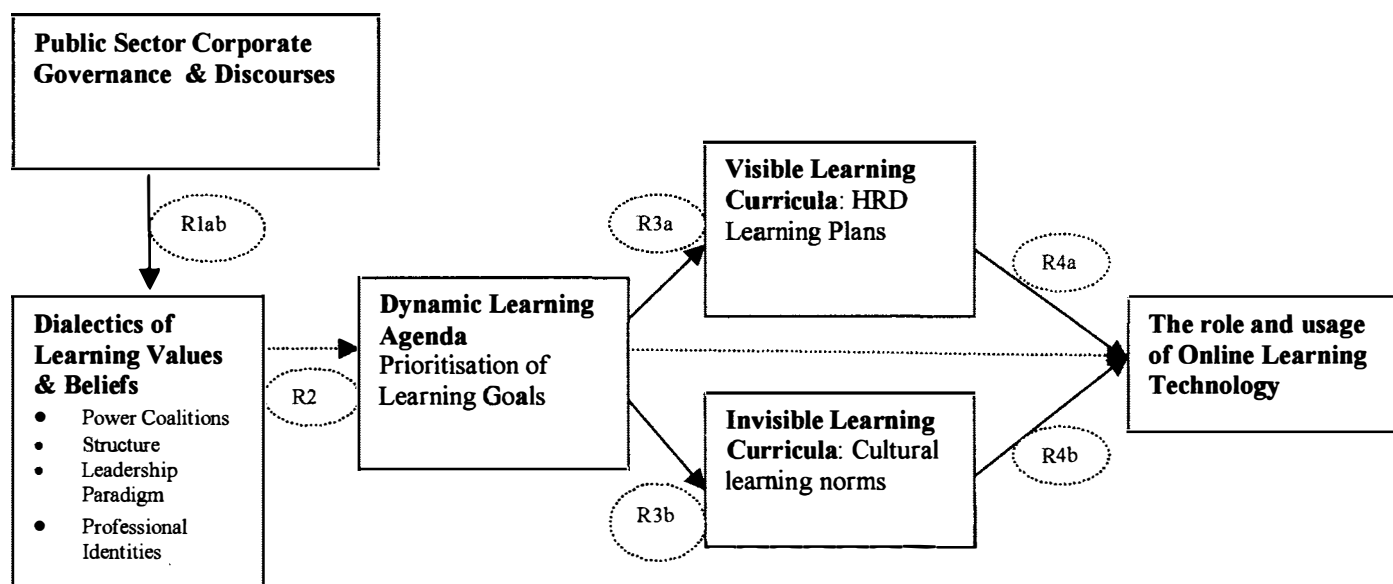 Public Sector Corporate
Governance & Discourses
R1ab
Dialectics of
Learning Values
& Beliefs
● Power Coalitions
● Structure
● Leadership
Paradigm
● Professional
Identities
R2
Dynamic Learning
Agenda
Prioritisation of
Learning Goals
R3a
R3b
Visible Learning
Curricula: HRD
Learning Plans
Invisible Learning
Curricula: Cultural
learning norms
R4a
R4b
The role and usage
of Online Learning
Technology